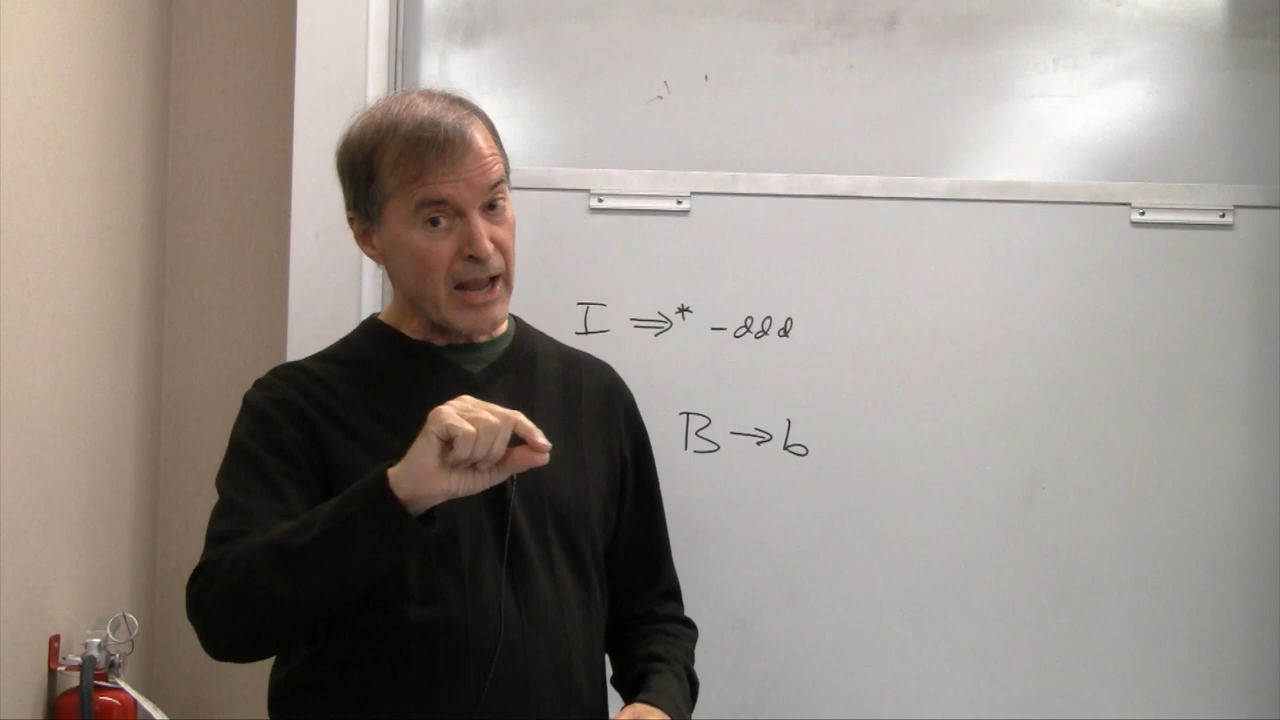 I ⇒* -ddd
B → b